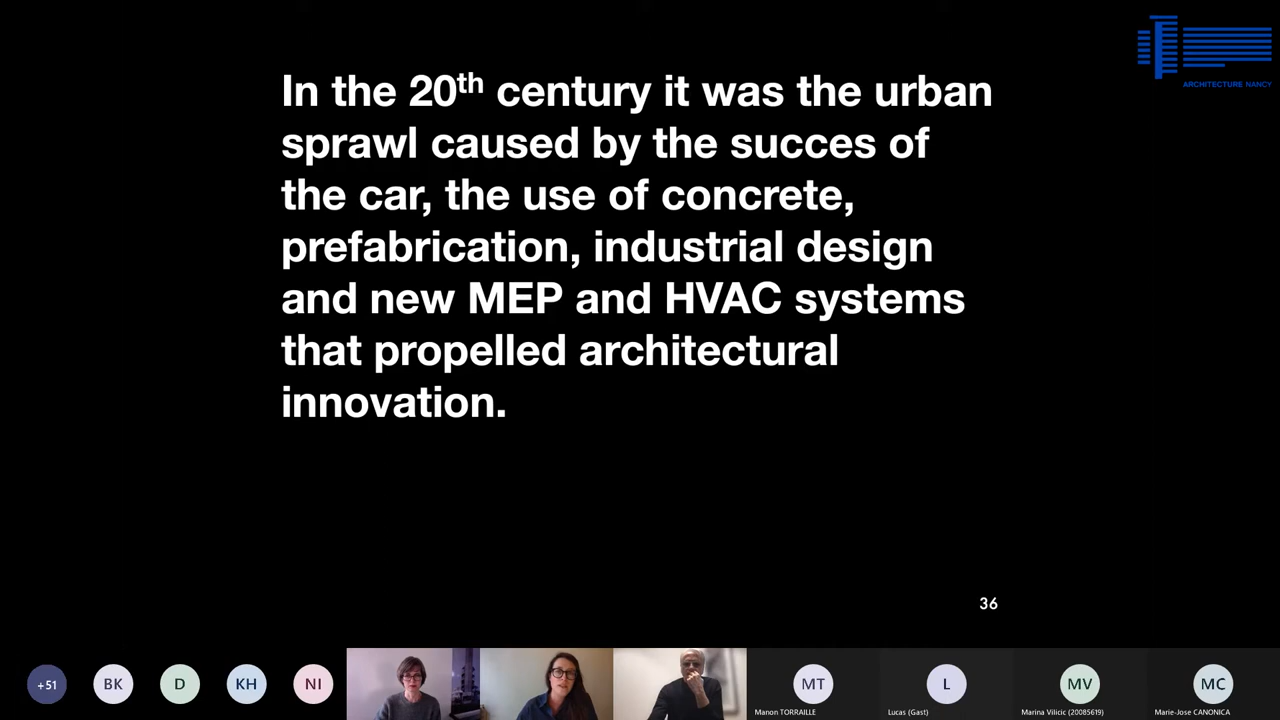 ARCHITECTURE NANCY
In the 20th century it was the urban
sprawl caused by the succes of
the car, the use of concrete,
prefabrication, industrial design
and new MEP and HVAC systems
that propelled architectural
innovation.
36
+51
BK
D
KH
NI
MT
L
MV
MC
Manon TORRAILLE
Lucas (Gast)
Marina Vilicic (20085619)
Marie-Jose CANONICA